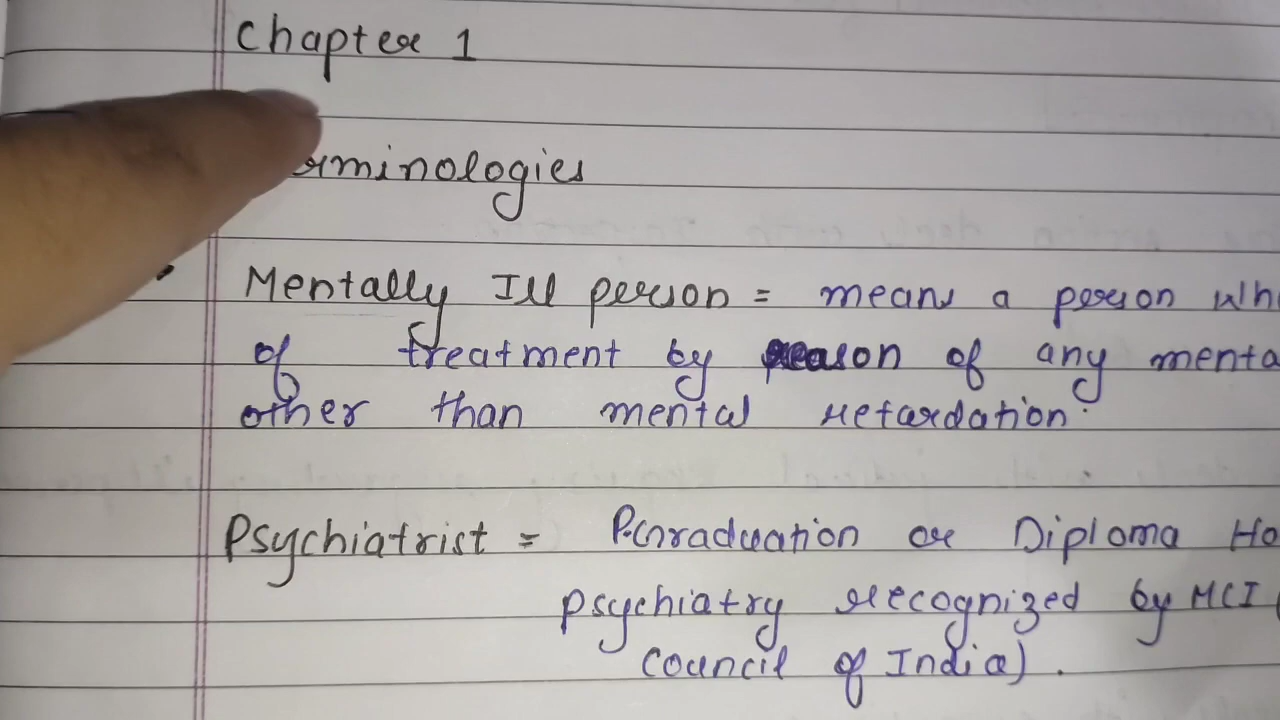 Chapter 1
erminologies
Mentally Ill person = means a person wh
of treatment by reason of any menta
other than mental retardation.
Psychiatrist = P.Graduation or Diploma Ho
psychiatry recognized by MCI (
Council of India).